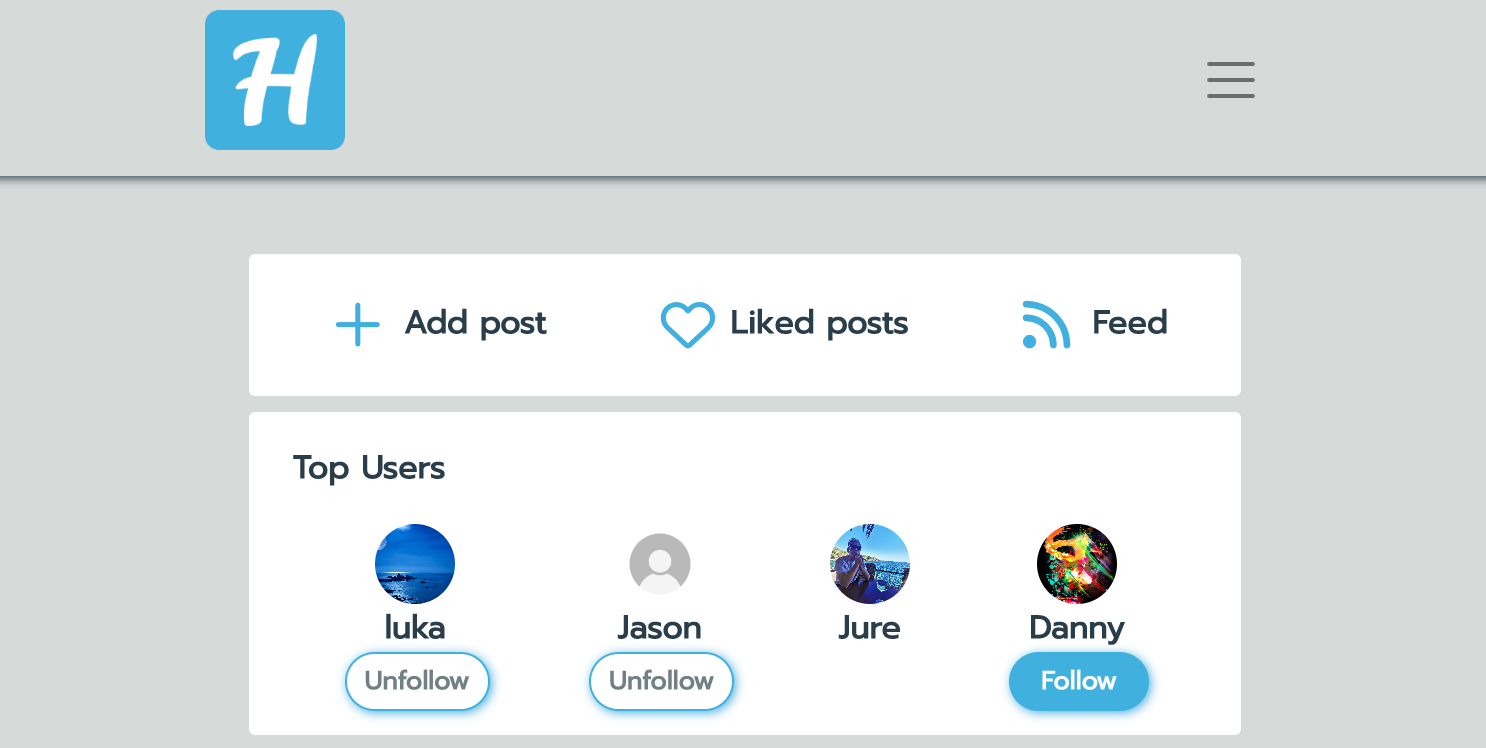 H
Add post
Liked posts
Feed
Top Users
luka
Jason
Jure
Danny
Unfollow
Unfollow
Follow